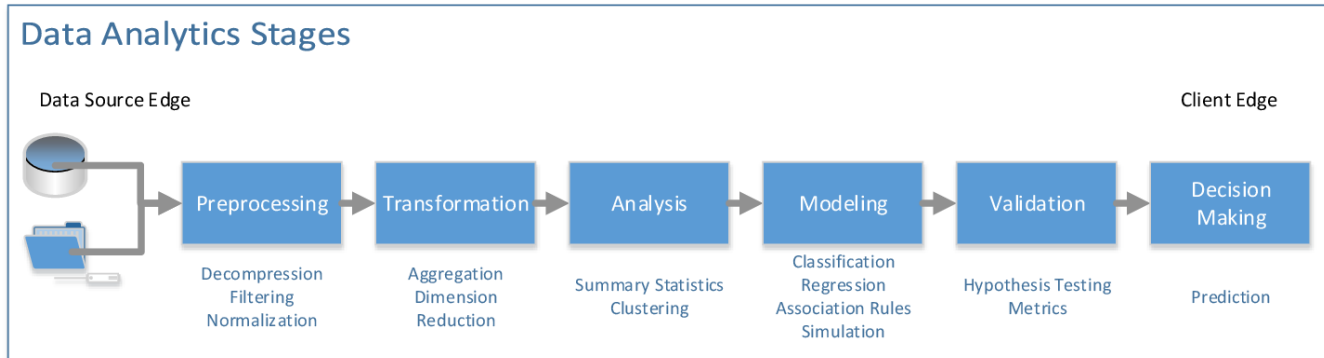 Data Analytics Stages
Data Source Edge
Client Edge
Preprocessing
Transformation
Analysis
Modeling
Validation
Decision
Making
Decompression
Filtering
Normalization
Aggregation
Dimension
Reduction
Summary Statistics
Clustering
Classification
Regression
Association Rules
Simulation
Hypothesis Testing
Metrics
Prediction